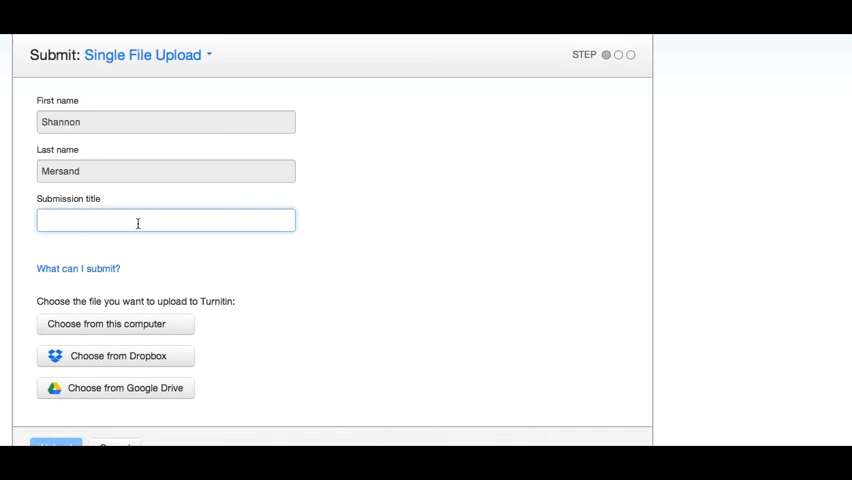 Submit: Single File Upload
STEP
First name
Shannon
Last name
Mersand
Submission title
What can I submit?
Choose the file you want to upload to Turnitin:
Choose from this computer
Choose from Dropbox
Choose from Google Drive